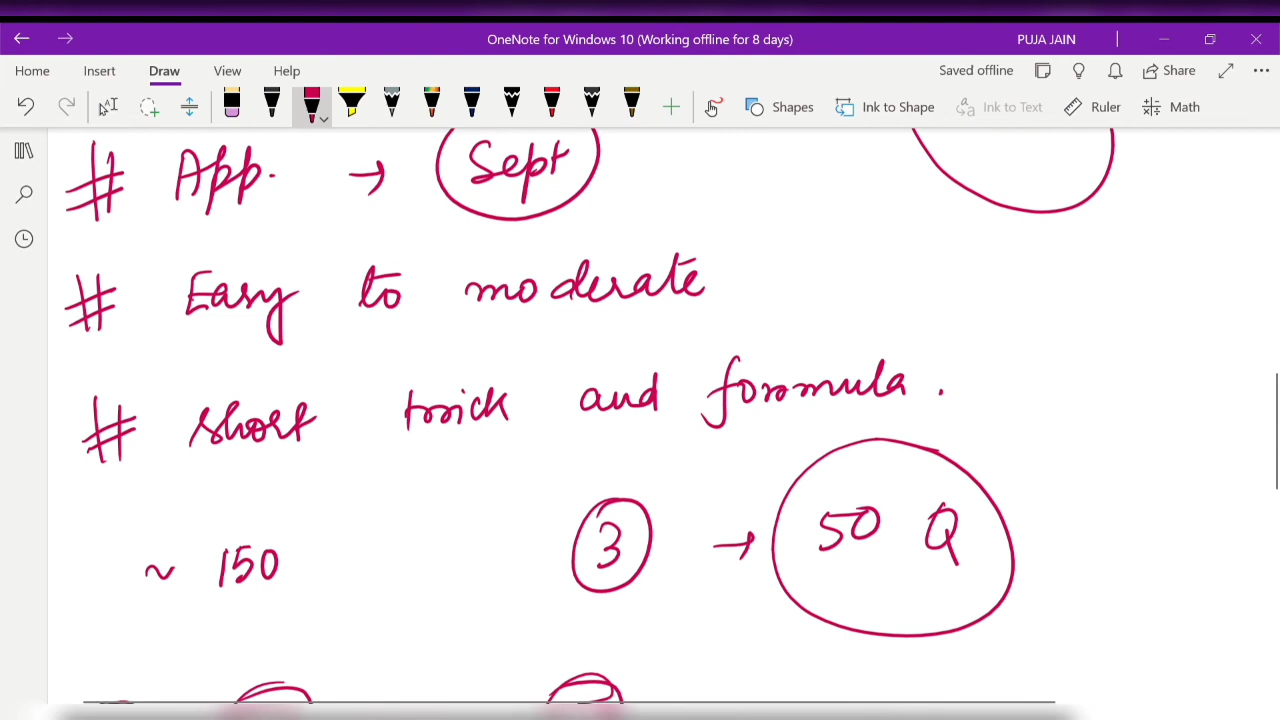 OneNote for Windows 10 (Working offline for 8 days) PUJA JAIN
Home Insert Draw View Help Saved offline Share
Shapes Ink to Shape Ink to Text Ruler Math
# App. → Sept
# Easy to moderate
# short trick and formula.
~ 150 3 → 50 Q